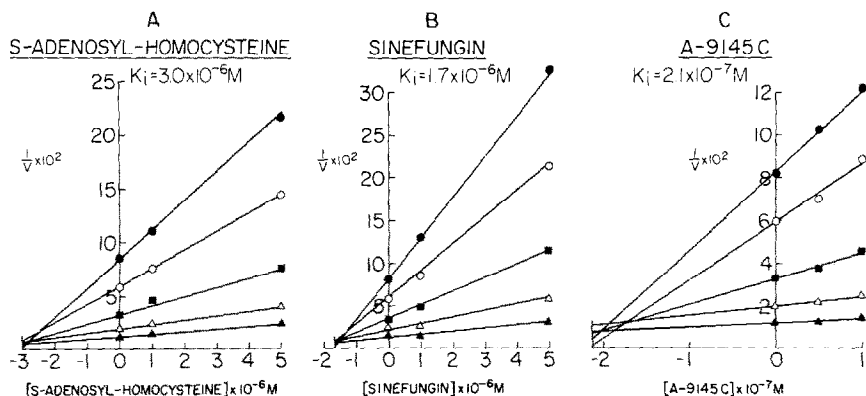 A
S-ADENOSYL-HOMOCYSTEINE
Ki=3.0x10-6M
25
20
15
10
5
1/v x10²
-3 -2 -1 0 1 2 3 4 5
[S-ADENOSYL-HOMOCYSTEINE]x10-6M
B
SINEFUNGIN
Ki=1.7x10-6M
30
25
20
15
10
5
1/v x10²
-2 -1 0 1 2 3 4 5
[SINEFUNGIN]x10-6M
C
A-9145C
Ki=2.1x10-7M
12
10
8
6
4
2
1/v x10²
-2 -1 0 1
[A-9145C]x10-7M